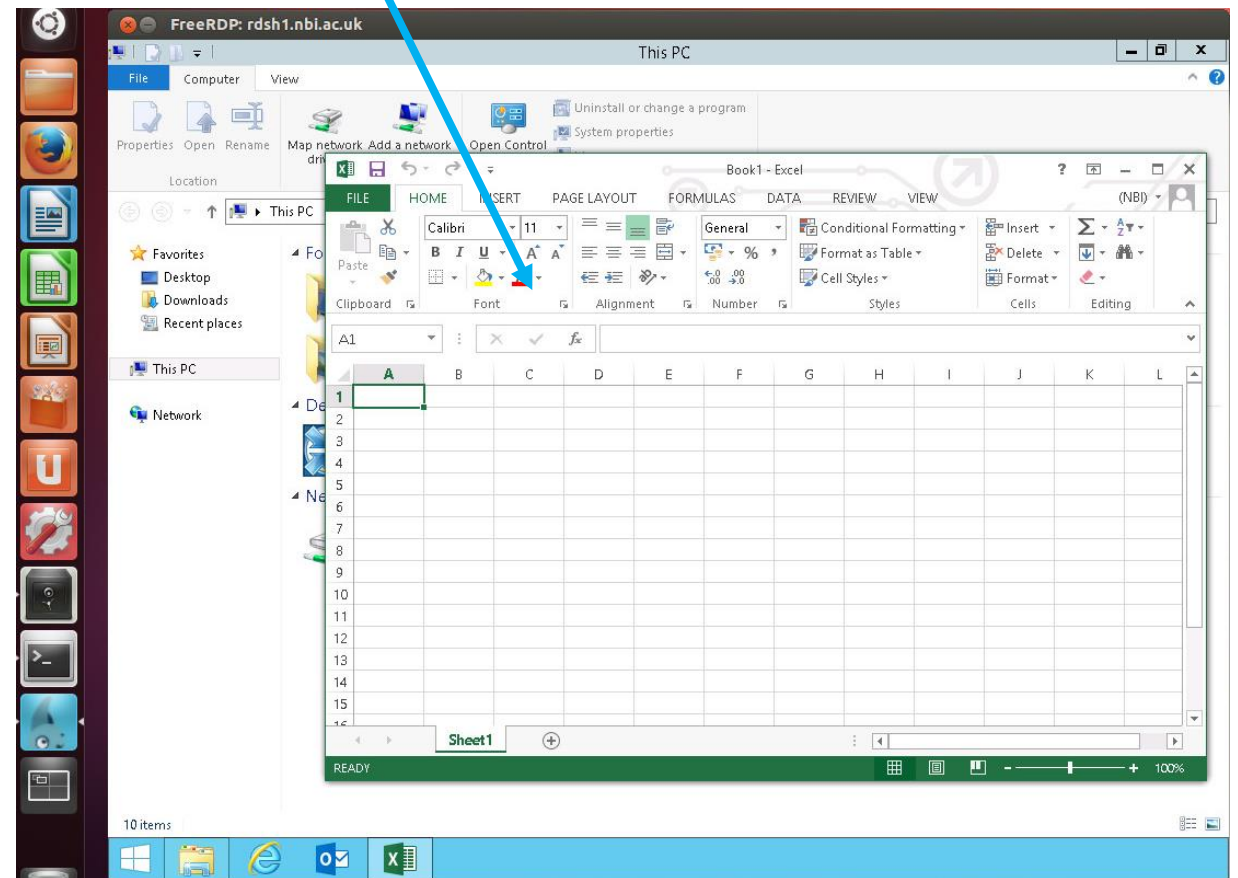 FreeRDP: rdsh1.nbi.ac.uk
This PC
File Computer View
Uninstall or change a program
System properties
Properties Open Rename Map network Add a network Open Control
Location
Book1 - Excel
FILE HOME INSERT PAGE LAYOUT FORMULAS DATA REVIEW VIEW (NBI)
This PC
Calibri 11 General Conditional Formatting Insert
Paste B I U A A % Format as Table Delete
Cell Styles Format
Clipboard Font Alignment Number Styles Cells Editing
Favorites
Desktop
Downloads
Recent places
This PC
Network
A1 fx
A B C D E F G H I J K L
1
2
3
4
5
6
7
8
9
10
11
12
13
14
15
Sheet1
READY 100%
10 items